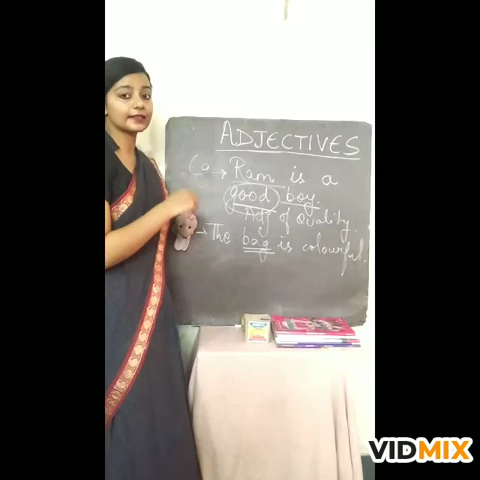 ADJECTIVES
→ Ram is a
good boy.
Adj of Quality.
→ The bag is colourful.
VIDMIX